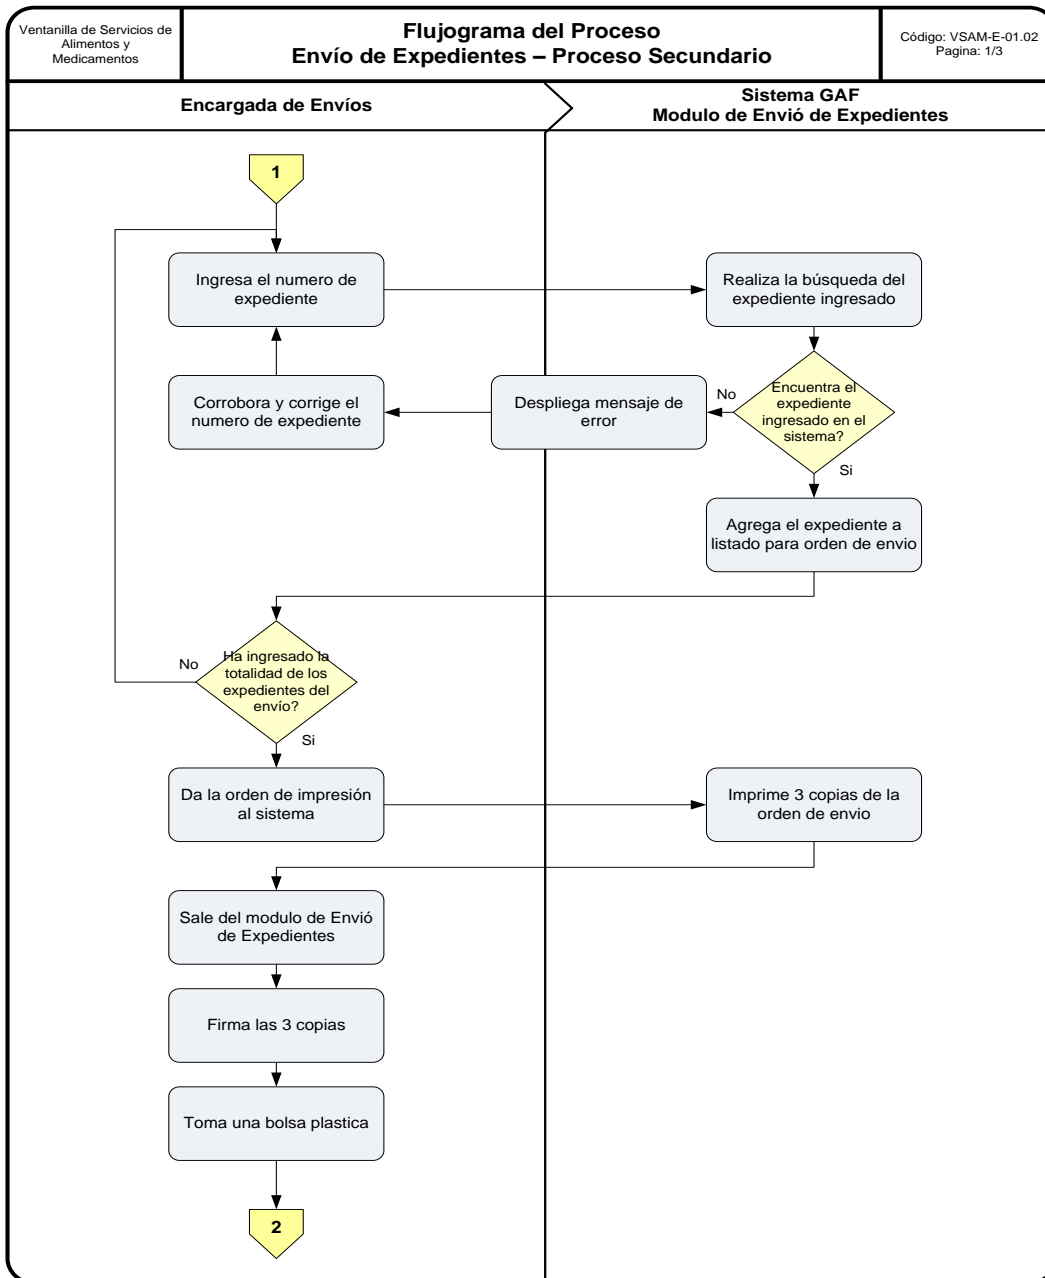 Ventanilla de Servicios de
Alimentos y
Medicamentos
Flujograma del Proceso
Envío de Expedientes – Proceso Secundario
Código: VSAM-E-01.02
Pagina: 1/3
Encargada de Envíos
Sistema GAF
Modulo de Envió de Expedientes
1
Ingresa el numero de
expediente
Realiza la búsqueda del
expediente ingresado
Corrobora y corrige el
numero de expediente
Despliega mensaje de
error
No
Encuentra el
expediente
ingresado en el
sistema?
Si
Agrega el expediente a
listado para orden de envio
No
Ha ingresado la
totalidad de los
expedientes del
envío?
Si
Da la orden de impresión
al sistema
Imprime 3 copias de la
orden de envio
Sale del modulo de Envió
de Expedientes
Firma las 3 copias
Toma una bolsa plastica
2